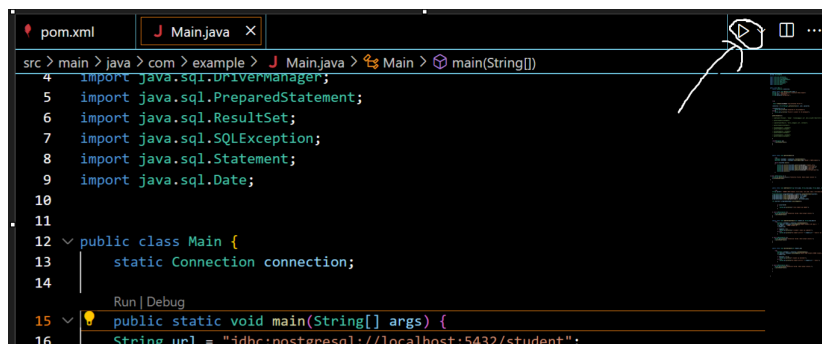 pom.xml
J Main.java ×
src > main > java > com > example > J Main.java > Main > main(String[])
4 import java.sql.DriverManager;
5 import java.sql.PreparedStatement;
6 import java.sql.ResultSet;
7 import java.sql.SQLException;
8 import java.sql.Statement;
9 import java.sql.Date;
10
11
12 public class Main {
13 static Connection connection;
14
Run | Debug
15 public static void main(String[] args) {
16 String url = "jdbc:postgresql://localhost:5432/student";